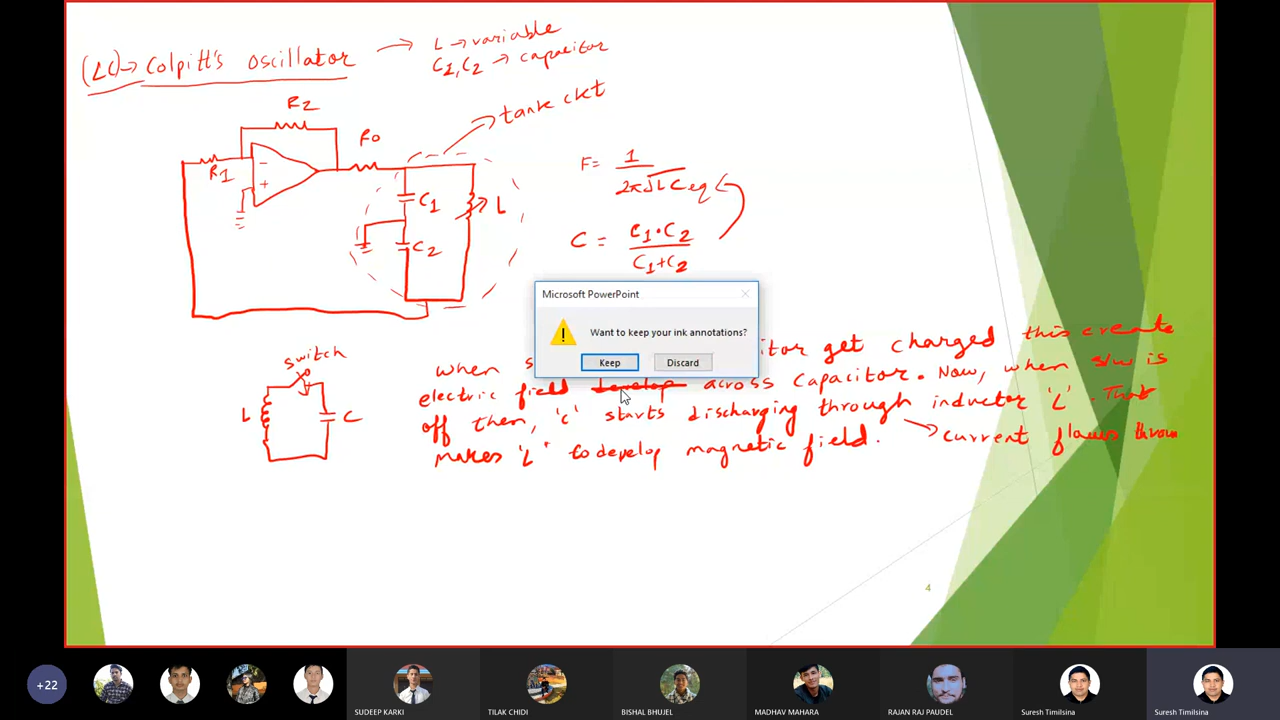 (LC)→ Colpitt's oscillator → L → variable
C1, C2 → capacitor
tank ckt
R2
R0
R1
-
+
C1
L
C2
F = 1 / 2π√LCeq
C = C1·C2 / C1+C2
Microsoft PowerPoint
Want to keep your ink annotations?
Keep
Discard
switch
L
C
when s itor get charged this create
electric field develop across capacitor. Now, when s/w is
off then, 'c' starts discharging through inductor 'L'. That
makes 'L' to develop magnetic field. → current flows throu
4
+22
SUDEEP KARKI
TILAK CHIDI
BISHAL BHUJEL
MADHAV MAHARA
RAJAN RAJ PAUDEL
Suresh Timilsina
Suresh Timilsina